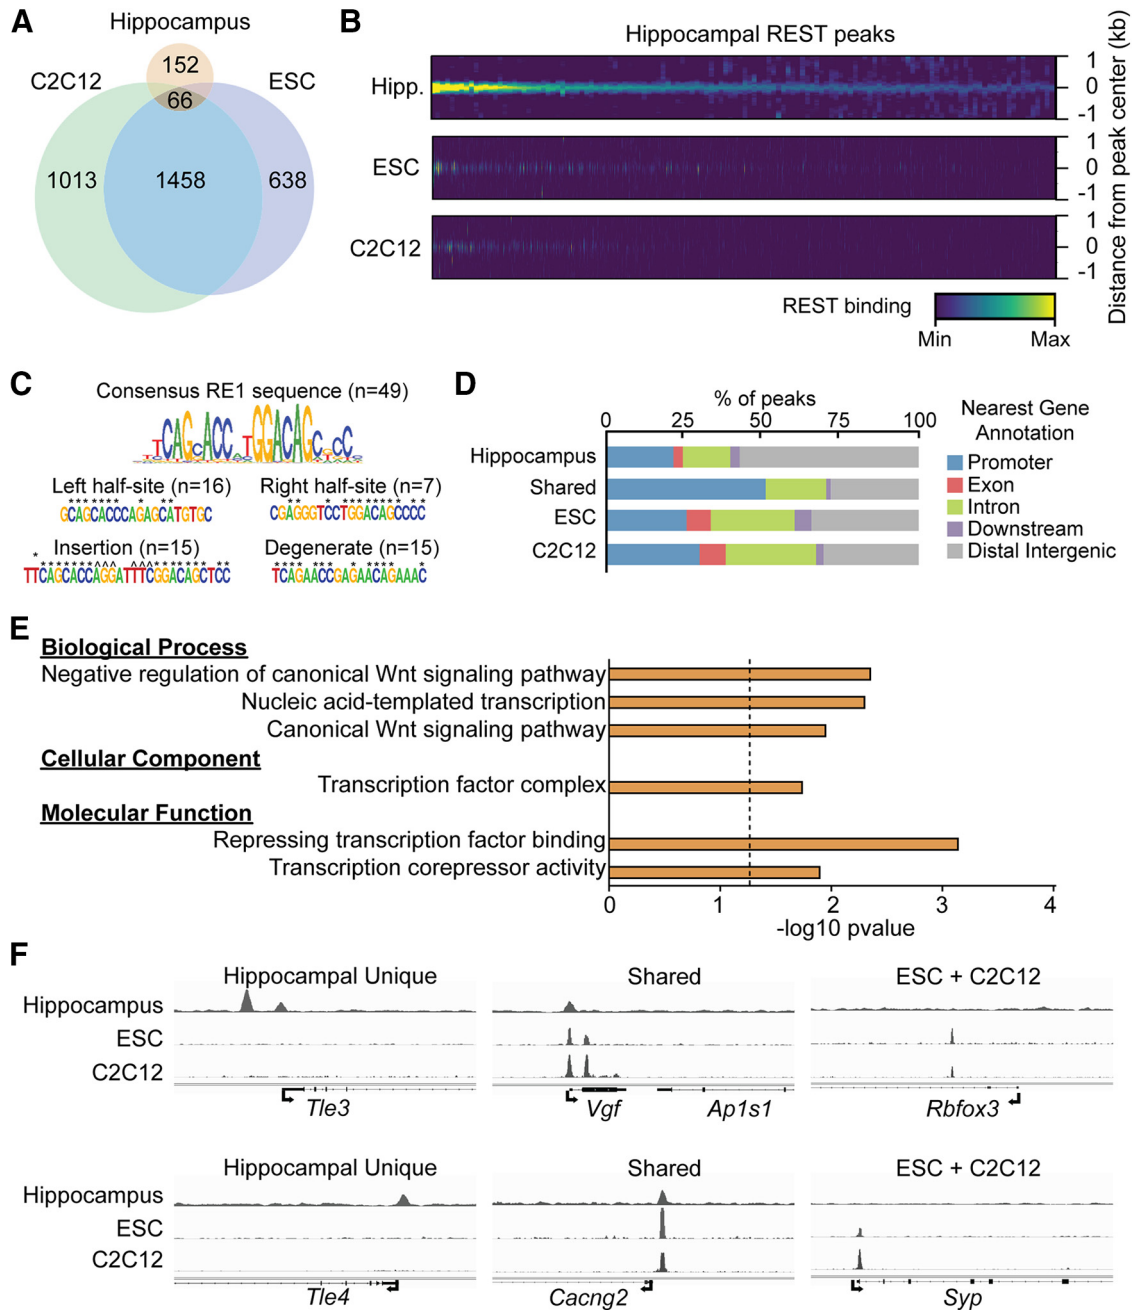 A
Hippocampus
C2C12
ESC
152
66
1013
1458
638
B
Hippocampal REST peaks
Hipp.
ESC
C2C12
1
0
-1
1
0
-1
1
0
-1
Distance from peak center (kb)
REST binding
Min
Max
C
Consensus RE1 sequence (n=49)
Left half-site (n=16)
GCAGCACCCAGAGCATGTGC
Right half-site (n=7)
CGAGGGTCCTGGACAGCCCC
Insertion (n=15)
TTCAGCACCAGGATTTCGGACAGCTCC
Degenerate (n=15)
TCAGAACCGAGAACAGAAAC
D
% of peaks
0 25 50 75 100
Hippocampus
Shared
ESC
C2C12
Nearest Gene
Annotation
Promoter
Exon
Intron
Downstream
Distal Intergenic
E
Biological Process
Negative regulation of canonical Wnt signaling pathway
Nucleic acid-templated transcription
Canonical Wnt signaling pathway
Cellular Component
Transcription factor complex
Molecular Function
Repressing transcription factor binding
Transcription corepressor activity
0 1 2 3 4
-log10 pvalue
F
Hippocampal Unique
Shared
ESC + C2C12
Hippocampus
ESC
C2C12
Tle3
Vgf
Ap1s1
Rbfox3
Hippocampal Unique
Shared
ESC + C2C12
Hippocampus
ESC
C2C12
Tle4
Cacng2
Syp